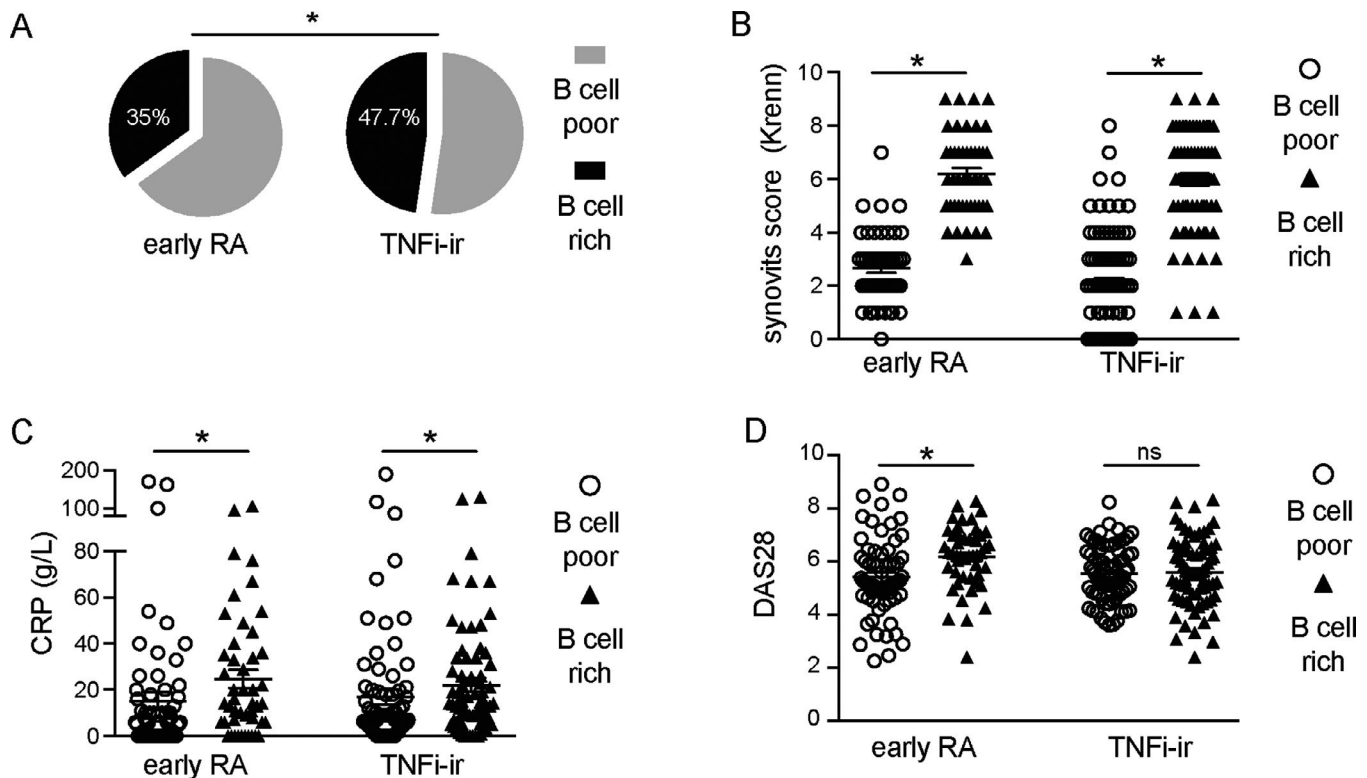 A
*
35%
47.7%
early RA
TNFi-ir
B cell
poor
B cell
rich
B
synovits score (Krenn)
10
8
6
4
2
0
*
*
early RA
TNFi-ir
B cell
poor
B cell
rich
C
CRP (g/L)
200
100
80
60
40
20
0
*
*
early RA
TNFi-ir
B cell
poor
B cell
rich
D
DAS28
10
8
6
4
2
0
*
ns
early RA
TNFi-ir
B cell
poor
B cell
rich